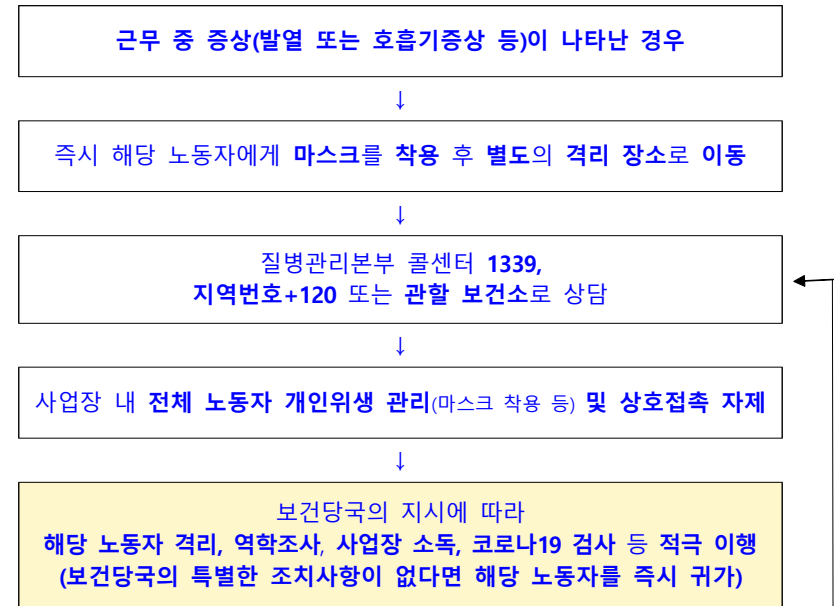 근무 중 증상(발열 또는 호흡기증상 등)이 나타난 경우
↓
즉시 해당 노동자에게 마스크를 착용 후 별도의 격리 장소로 이동
↓
질병관리본부 콜센터 1339,
지역번호+120 또는 관할 보건소로 상담
↓
사업장 내 전체 노동자 개인위생 관리(마스크 착용 등) 및 상호접촉 자제
↓
보건당국의 지시에 따라
해당 노동자 격리, 역학조사, 사업장 소독, 코로나19 검사 등 적극 이행
(보건당국의 특별한 조치사항이 없다면 해당 노동자를 즉시 귀가)